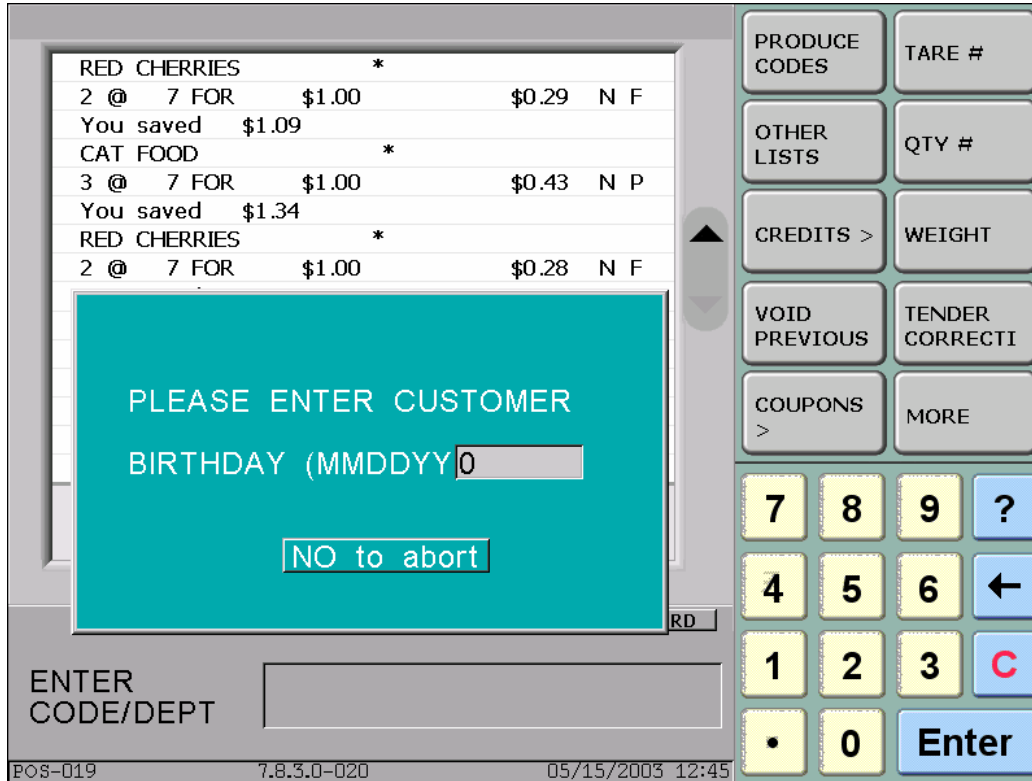 RED CHERRIES *
2 @ 7 FOR $1.00 $0.29 N F
You saved $1.09
CAT FOOD *
3 @ 7 FOR $1.00 $0.43 N P
You saved $1.34
RED CHERRIES *
2 @ 7 FOR $1.00 $0.28 N F
PLEASE ENTER CUSTOMER
BIRTHDAY (MMDDYY 0
NO to abort
RD
ENTER
CODE/DEPT
POS-019 7.8.3.0-020 05/15/2003 12:45
PRODUCE
CODES
TARE #
OTHER
LISTS
QTY #
CREDITS >
WEIGHT
VOID
PREVIOUS
TENDER
CORRECTI
COUPONS
>
MORE
7 8 9 ?
4 5 6 ←
1 2 3 C
. 0 Enter